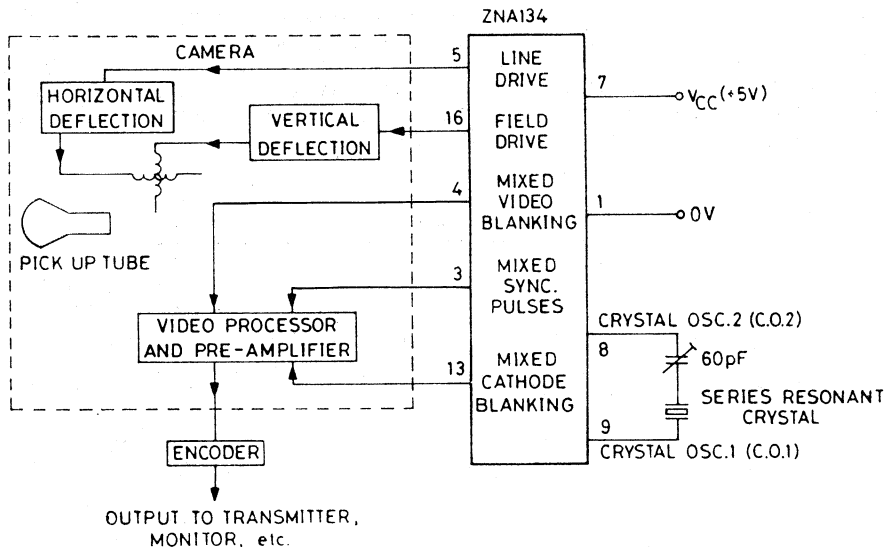 ZNA134
CAMERA
5
LINE
DRIVE
7
V_CC (+5V)
HORIZONTAL
DEFLECTION
VERTICAL
DEFLECTION
16
FIELD
DRIVE
4
MIXED
VIDEO
BLANKING
1
0V
PICK UP TUBE
3
MIXED
SYNC.
PULSES
VIDEO PROCESSOR
AND PRE-AMPLIFIER
13
MIXED
CATHODE
BLANKING
CRYSTAL OSC.2 (C.O.2)
8
60pF
SERIES RESONANT
CRYSTAL
9
CRYSTAL OSC.1 (C.O.1)
ENCODER
OUTPUT TO TRANSMITTER,
MONITOR, etc.